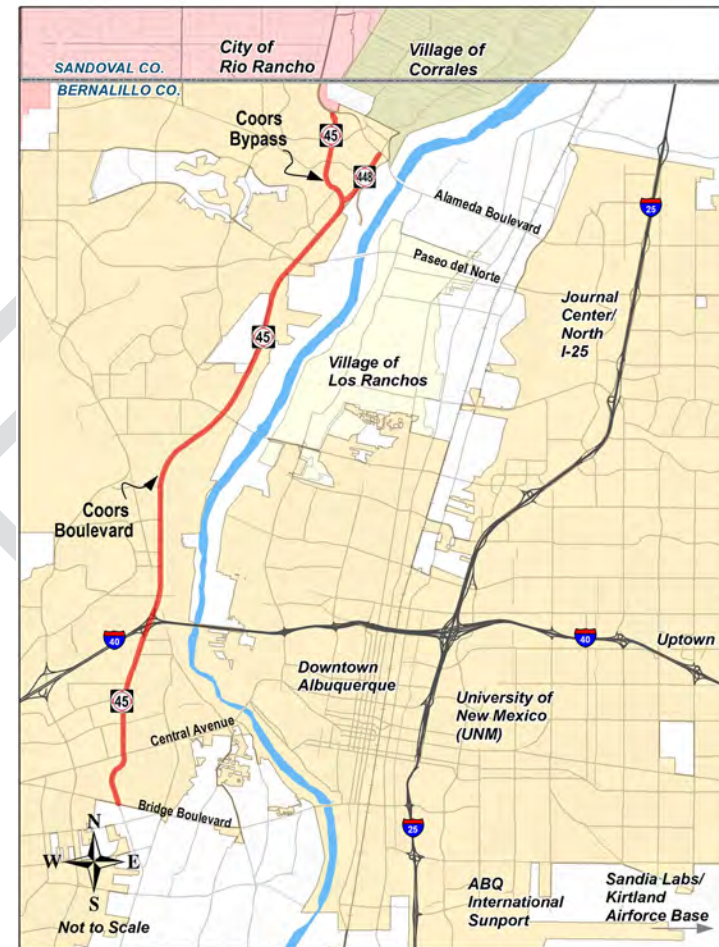 City of
Rio Rancho
Village of
Corrales
SANDOVAL CO.
BERNALILLO CO.
Coors
Bypass
45
448
Alameda Boulevard
25
Paseo del Norte
Journal
Center/
North
I-25
45
Village of
Los Ranchos
Coors
Boulevard
40
40
Uptown
Downtown
Albuquerque
45
University of
New Mexico
(UNM)
Central Avenue
Bridge Boulevard
25
N
W
E
S
Not to Scale
ABQ
International
Sunport
Sandia Labs/
Kirtland
Airforce Base